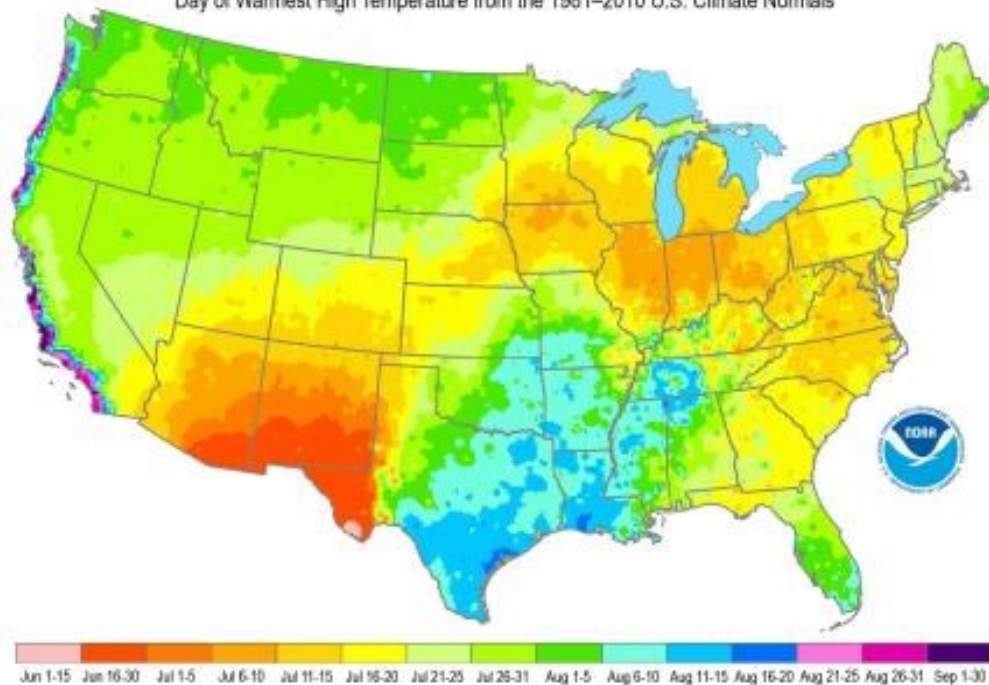 Day of Warmest High Temperature from the 1981–2010 U.S. Climate Normals
NOAA
Jun 1-15 Jun 16-30 Jul 1-5 Jul 6-10 Jul 11-15 Jul 16-20 Jul 21-25 Jul 26-31 Aug 1-5 Aug 6-10 Aug 11-15 Aug 16-20 Aug 21-25 Aug 26-31 Sep 1-30